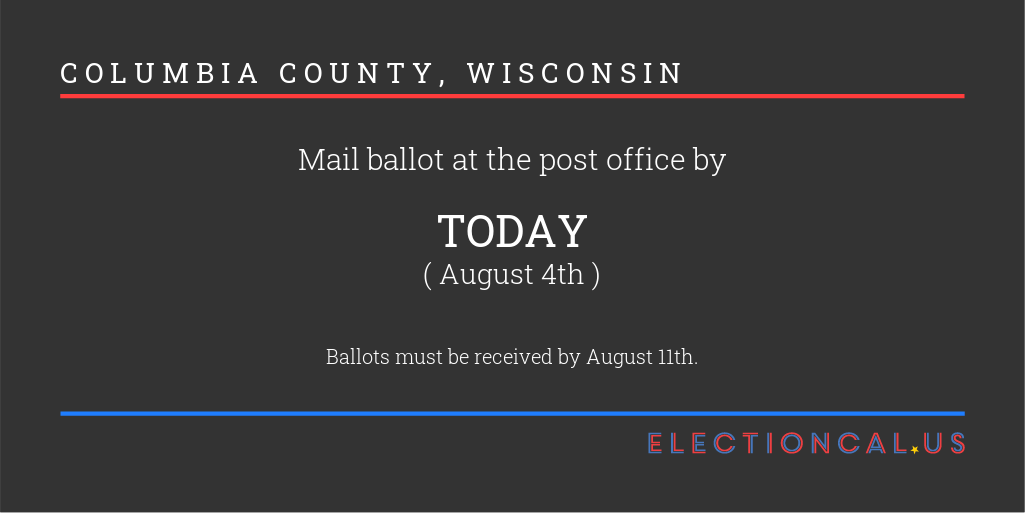 COLUMBIA COUNTY, WISCONSIN
Mail ballot at the post office by
TODAY
( August 4th )
Ballots must be received by August 11th.
ELECTIONCAL.US